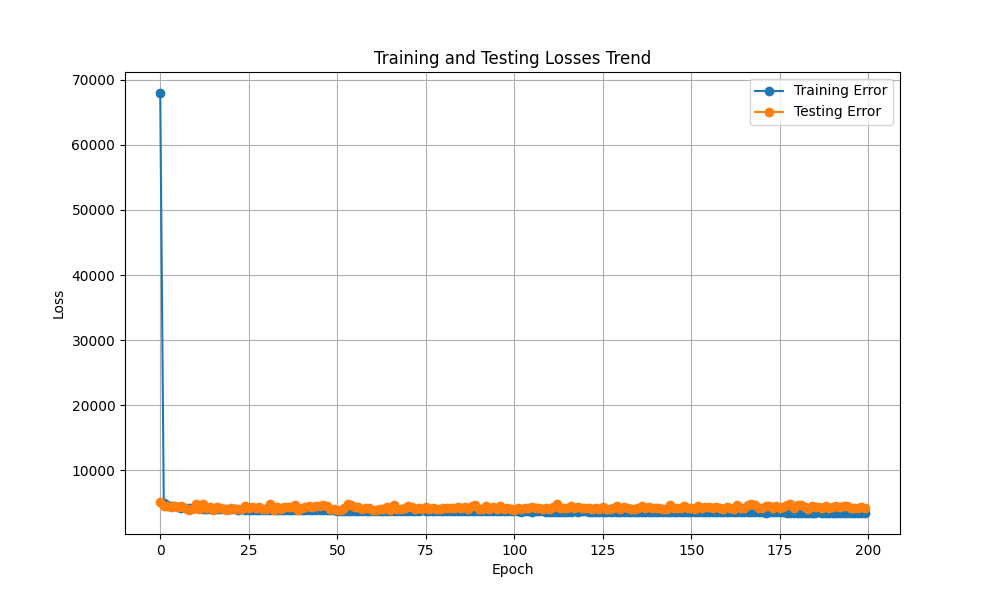 Training and Testing Losses Trend
Training Error
Testing Error
70000
60000
50000
40000
30000
20000
10000
Loss
0 25 50 75 100 125 150 175 200
Epoch